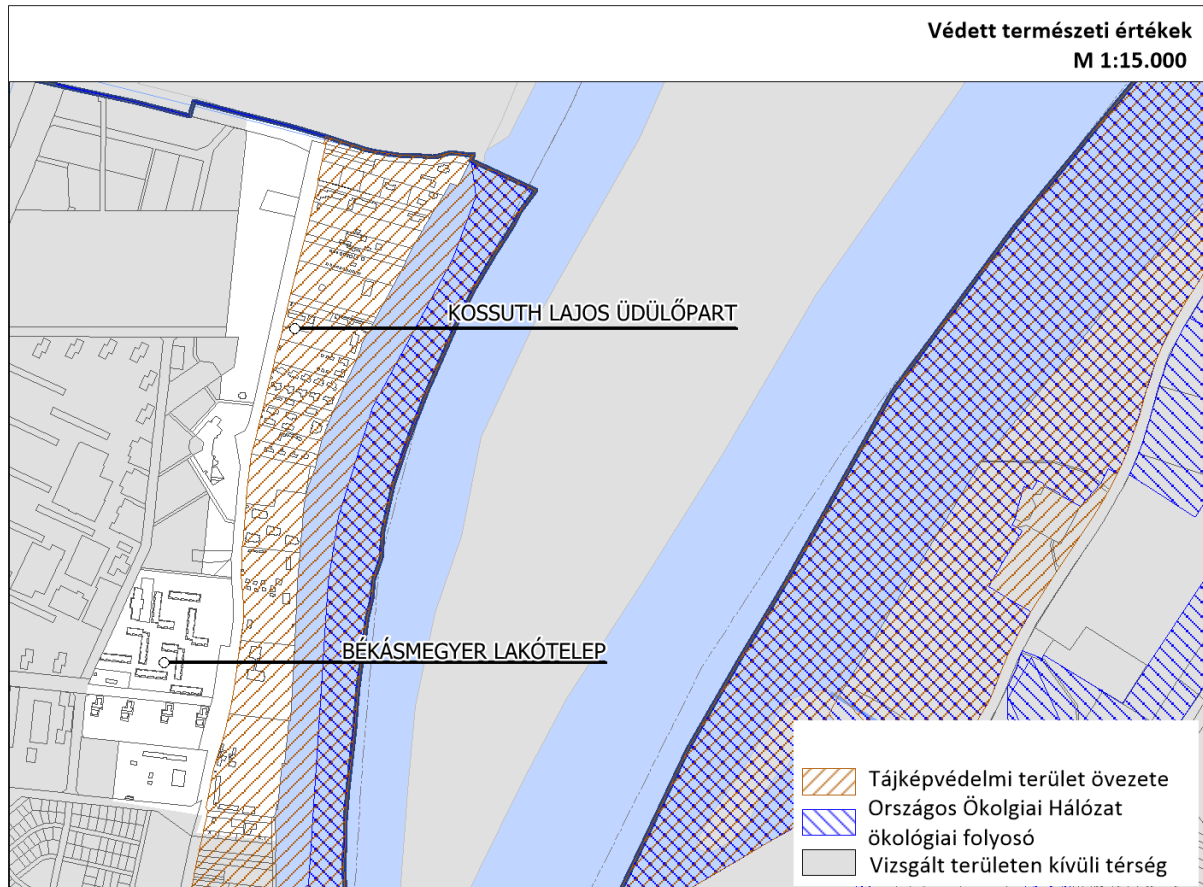 Védett természeti értékek
M 1:15.000
KOSSUTH LAJOS ÜDÜLŐPART
BÉKÁSMEGYER LAKÓTELEP
Tájképvédelmi terület övezete
Országos Ökolgiai Hálózat
ökológiai folyosó
Vizsgált területen kívüli térség